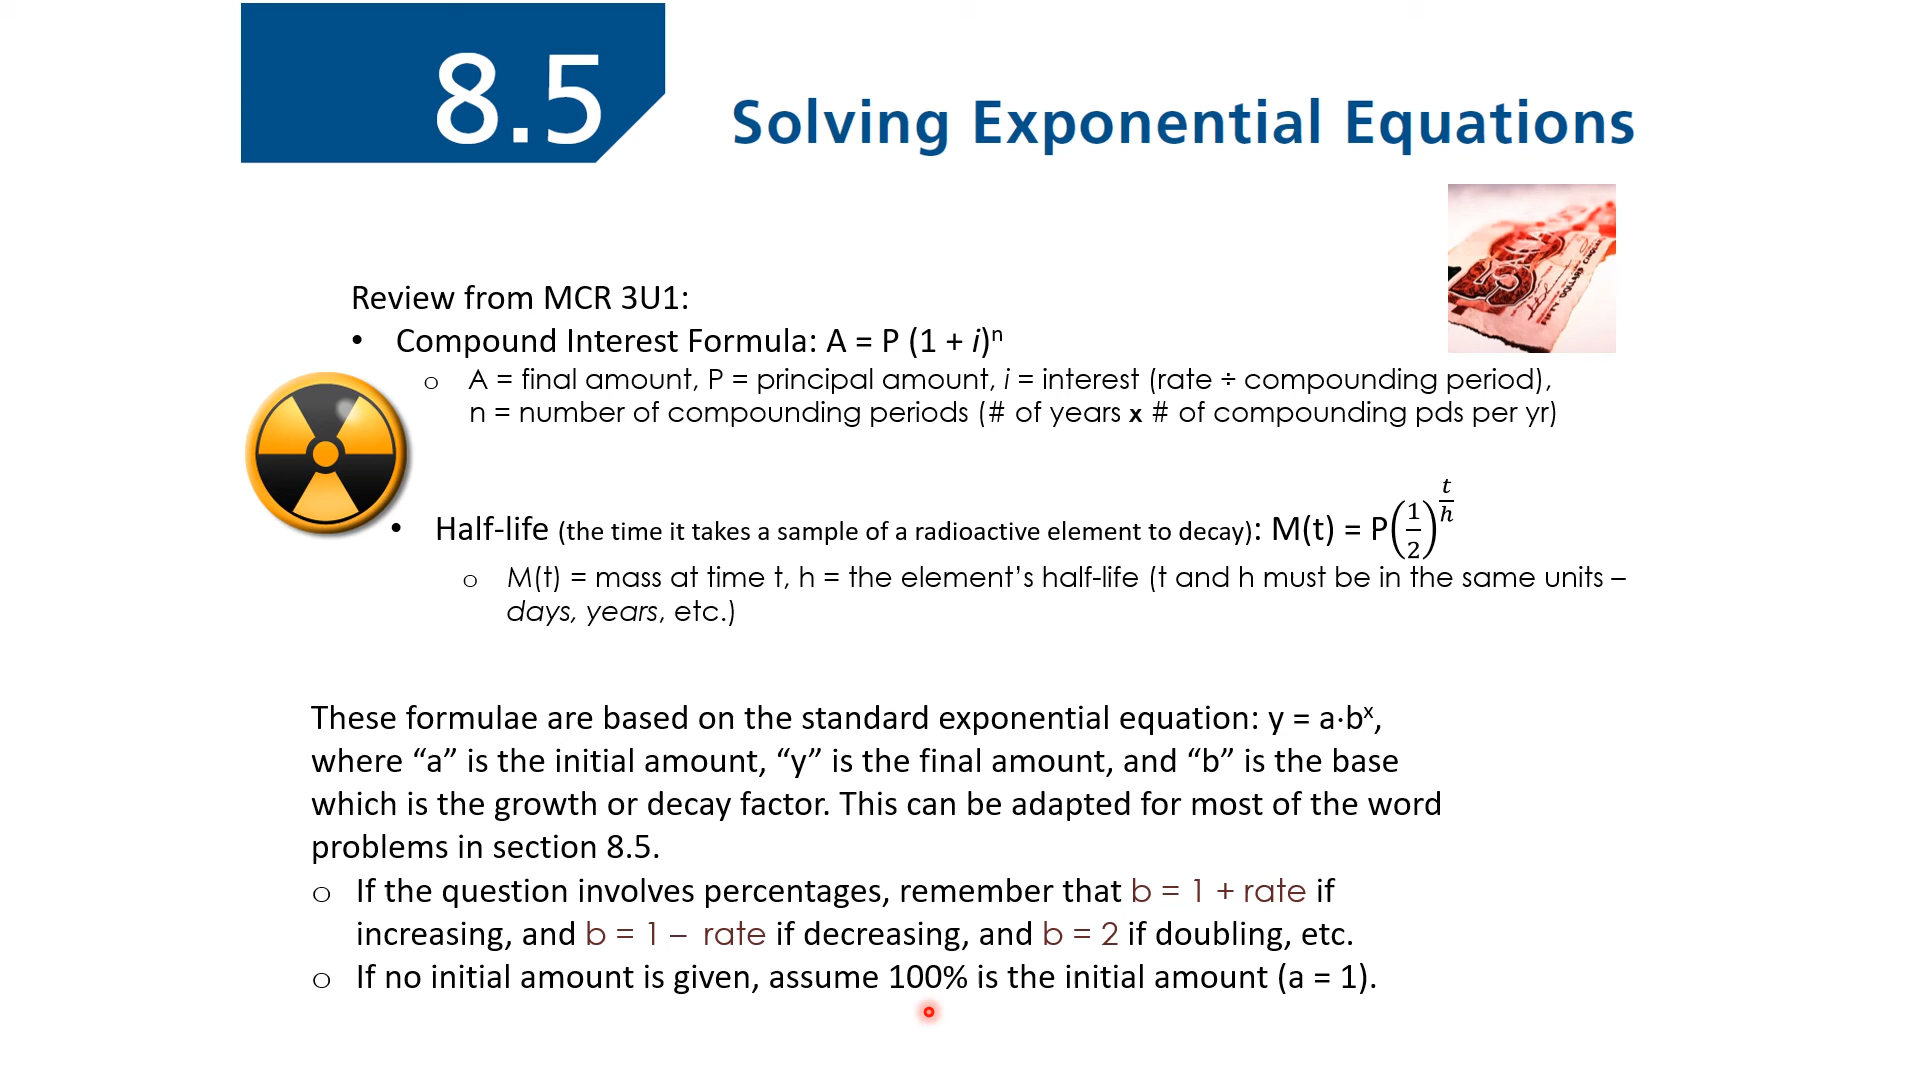 8.5
Solving Exponential Equations
Review from MCR 3U1:
• Compound Interest Formula: A = P (1 + i)ⁿ
o A = final amount, P = principal amount, i = interest (rate ÷ compounding period),
n = number of compounding periods (# of years x # of compounding pds per yr)
• Half-life (the time it takes a sample of a radioactive element to decay): M(t) = P(1/2)^(t/h)
o M(t) = mass at time t, h = the element’s half-life (t and h must be in the same units –
days, years, etc.)
These formulae are based on the standard exponential equation: y = a·bˣ,
where “a” is the initial amount, “y” is the final amount, and “b” is the base
which is the growth or decay factor. This can be adapted for most of the word
problems in section 8.5.
o If the question involves percentages, remember that b = 1 + rate if
increasing, and b = 1 – rate if decreasing, and b = 2 if doubling, etc.
o If no initial amount is given, assume 100% is the initial amount (a = 1).